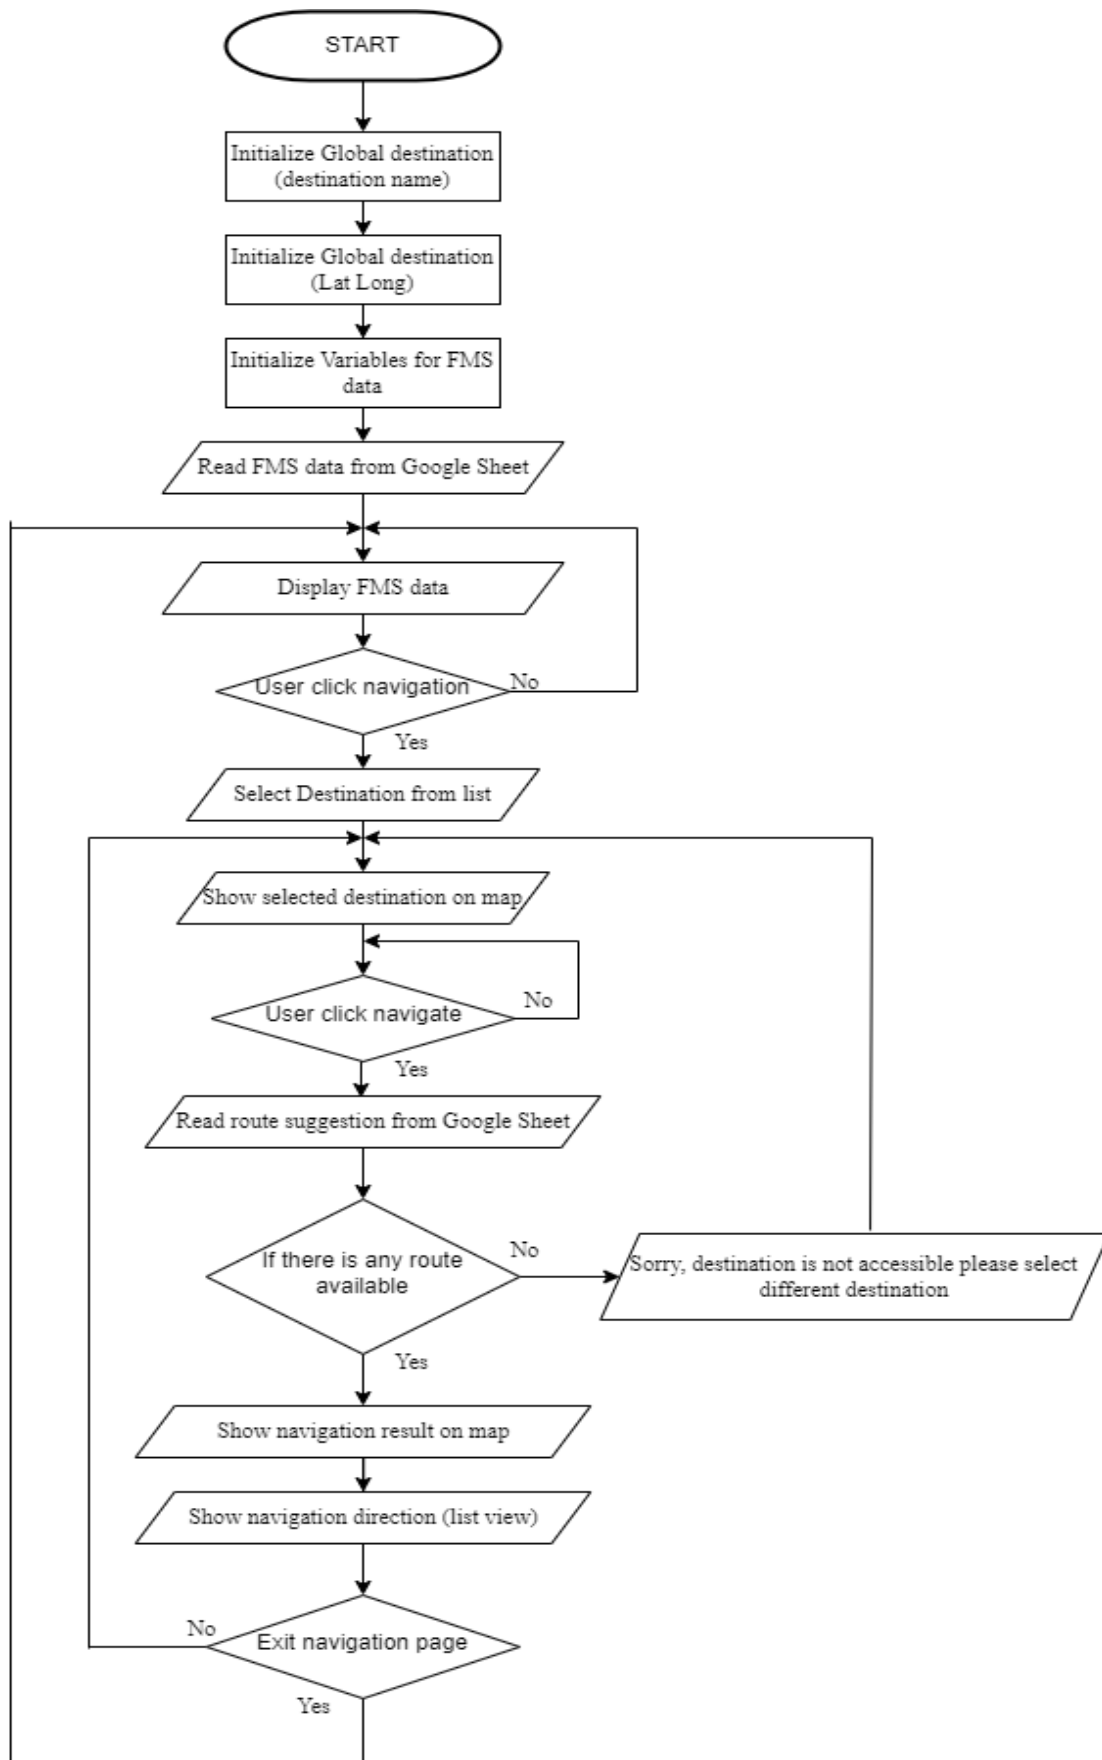 START
Initialize Global destination
(destination name)
Initialize Global destination
(Lat Long)
Initialize Variables for FMS
data
Read FMS data from Google Sheet
Display FMS data
User click navigation
No
Yes
Select Destination from list
Show selected destination on map
User click navigate
No
Yes
Read route suggestion from Google Sheet
If there is any route
available
No
Sorry, destination is not accessible please select
different destination
Yes
Show navigation result on map
Show navigation direction (list view)
Exit navigation page
No
Yes